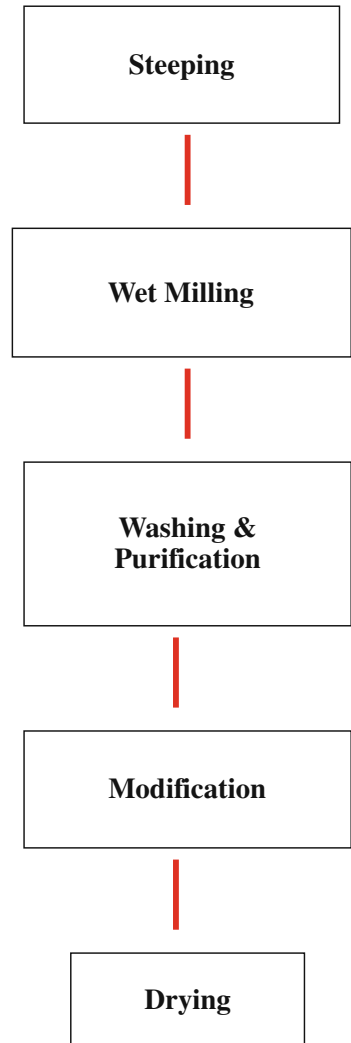 Steeping
Wet Milling
Washing &
Purification
Modification
Drying